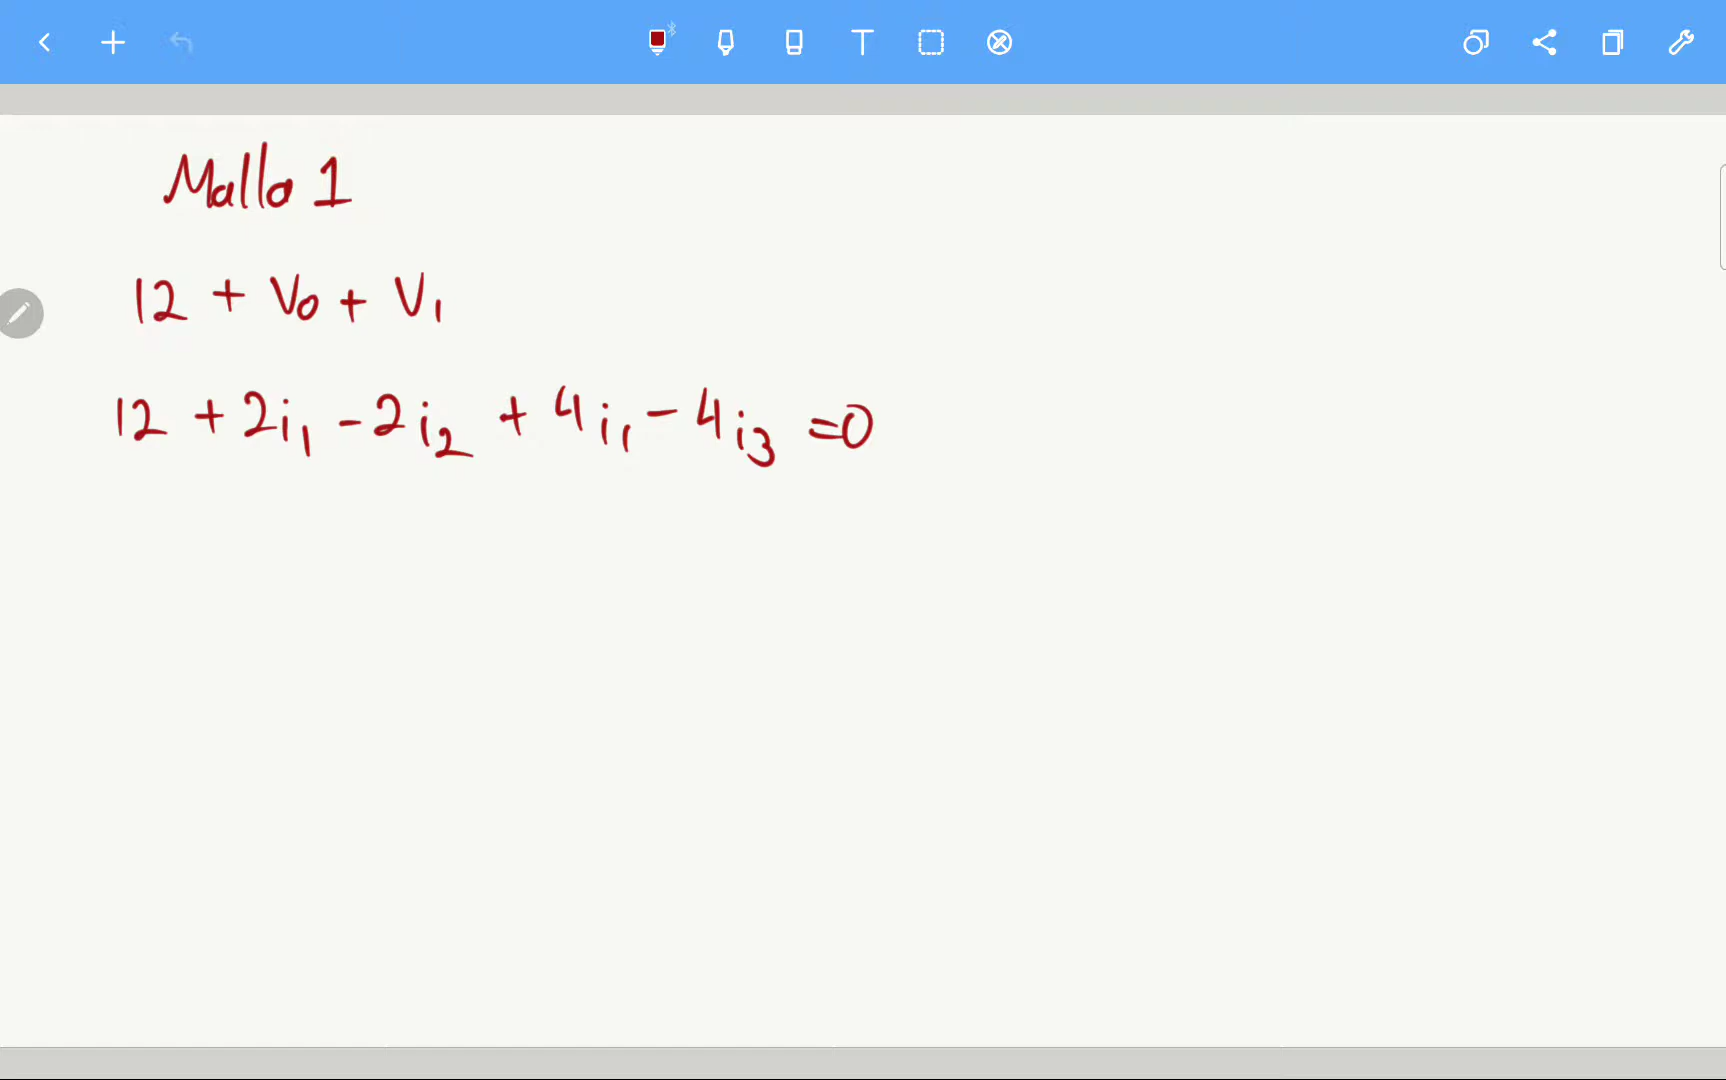 Malla 1
12 + V₀ + V₁
12 + 2i₁ - 2i₂ + 4i₁ - 4i₃ = 0